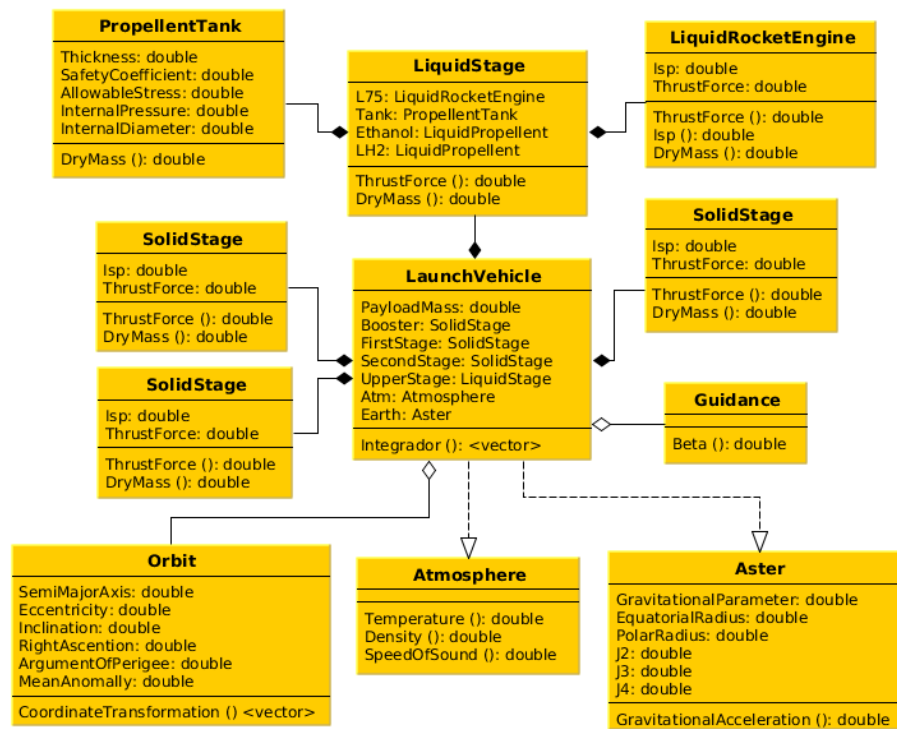 PropellentTank
Thickness: double
SafetyCoefficient: double
AllowableStress: double
InternalPressure: double
InternalDiameter: double
DryMass (): double
LiquidStage
L75: LiquidRocketEngine
Tank: PropellentTank
Ethanol: LiquidPropellent
LH2: LiquidPropellent
ThrustForce (): double
DryMass (): double
LiquidRocketEngine
Isp: double
ThrustForce: double
ThrustForce (): double
Isp (): double
DryMass (): double
SolidStage
Isp: double
ThrustForce: double
ThrustForce (): double
DryMass (): double
LaunchVehicle
PayloadMass: double
Booster: SolidStage
FirstStage: SolidStage
SecondStage: SolidStage
UpperStage: LiquidStage
Atm: Atmosphere
Earth: Aster
Integrador (): <vector>
SolidStage
Isp: double
ThrustForce: double
ThrustForce (): double
DryMass (): double
SolidStage
Isp: double
ThrustForce: double
ThrustForce (): double
DryMass (): double
Guidance
Beta (): double
Orbit
SemiMajorAxis: double
Eccentricity: double
Inclination: double
RightAscention: double
ArgumentOfPerigee: double
MeanAnomally: double
CoordinateTransformation () <vector>
Atmosphere
Temperature (): double
Density (): double
SpeedOfSound (): double
Aster
GravitationalParameter: double
EquatorialRadius: double
PolarRadius: double
J2: double
J3: double
J4: double
GravitationalAcceleration (): double